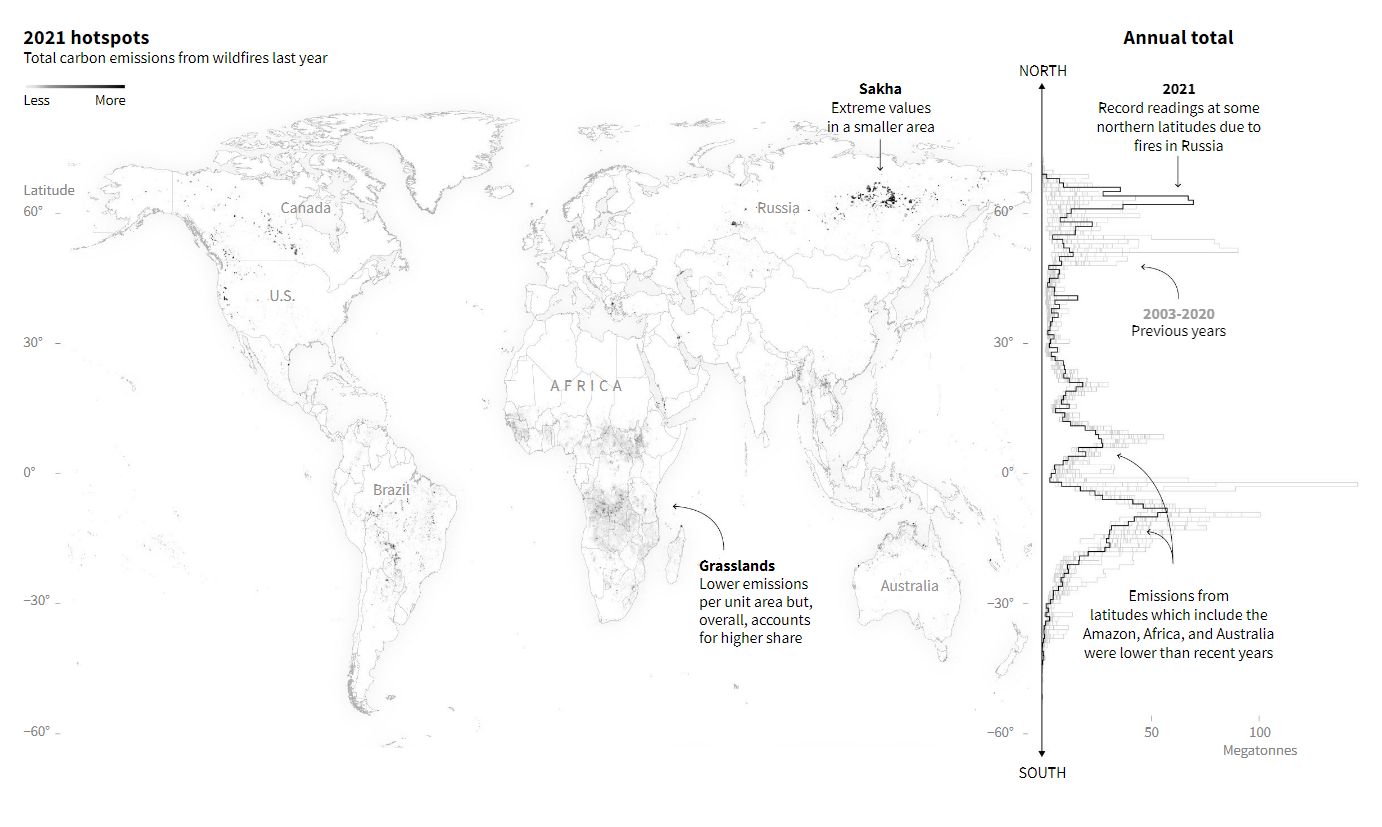 2021 hotspots
Total carbon emissions from wildfires last year
Less More
Annual total
NORTH
Sakha
Extreme values
in a smaller area
2021
Record readings at some
northern latitudes due to
fires in Russia
Latitude
60°
Canada
Russia
60°
U.S.
2003-2020
Previous years
30°
30°
AFRICA
0°
0°
Brazil
Grasslands
Lower emissions
per unit area but,
overall, accounts
for higher share
Australia
−30°
−30°
Emissions from
latitudes which include the
Amazon, Africa, and Australia
were lower than recent years
−60°
−60°
50
100
Megatonnes
SOUTH